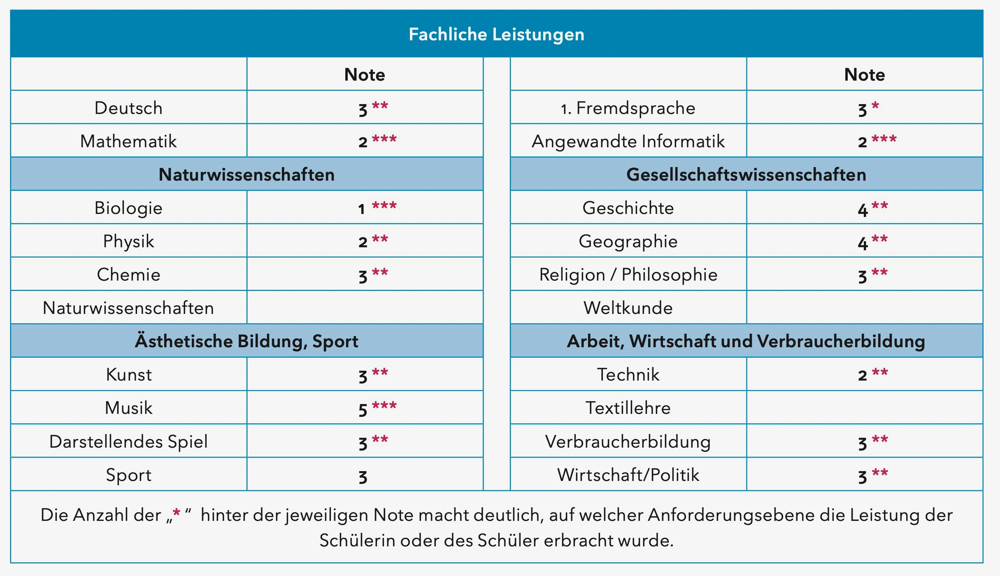 Fachliche Leistungen
Note Note
Deutsch 3 ** 1. Fremdsprache 3 *
Mathematik 2 *** Angewandte Informatik 2 ***
Naturwissenschaften Gesellschaftswissenschaften
Biologie 1 *** Geschichte 4 **
Physik 2 ** Geographie 4 **
Chemie 3 ** Religion / Philosophie 3 **
Naturwissenschaften Weltkunde
Ästhetische Bildung, Sport Arbeit, Wirtschaft und Verbraucherbildung
Kunst 3 ** Technik 2 **
Musik 5 *** Textillehre
Darstellendes Spiel 3 ** Verbraucherbildung 3 **
Sport 3 Wirtschaft/Politik 3 **
Die Anzahl der „* “ hinter der jeweiligen Note macht deutlich, auf welcher Anforderungsebene die Leistung der
Schülerin oder des Schüler erbracht wurde.